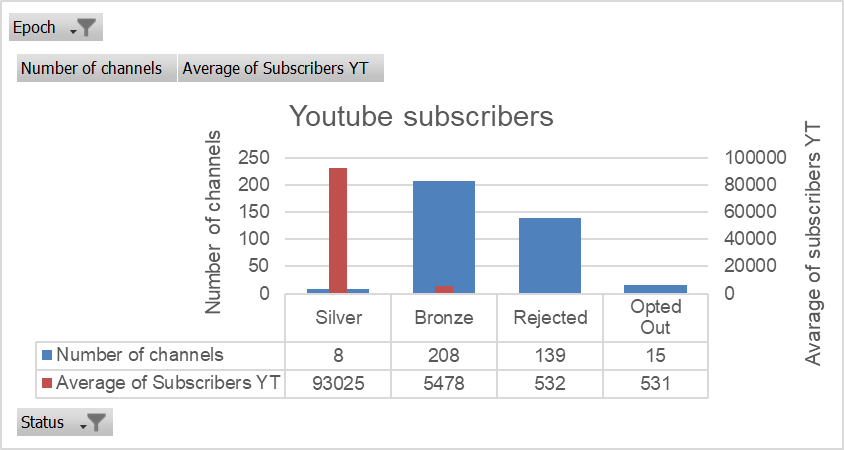 Epoch
Number of channels Average of Subscribers YT
Youtube subscribers
Number of channels
250 100000
200 80000
150 60000
100 40000
50 20000
0 0
Avarage of subscribers YT
Silver Bronze Rejected Opted Out
Number of channels 8 208 139 15
Average of Subscribers YT 93025 5478 532 531
Status